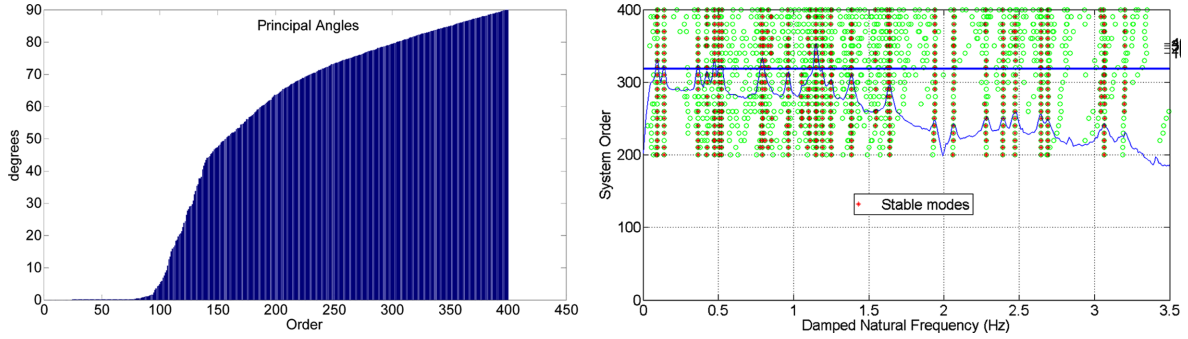 Principal Angles
degrees
90
80
70
60
50
40
30
20
10
0
0 50 100 150 200 250 300 350 400 450
Order
System Order
400
300
200
100
0
Stable modes
0 0.5 1 1.5 2 2.5 3 3.5
Damped Natural Frequency (Hz)